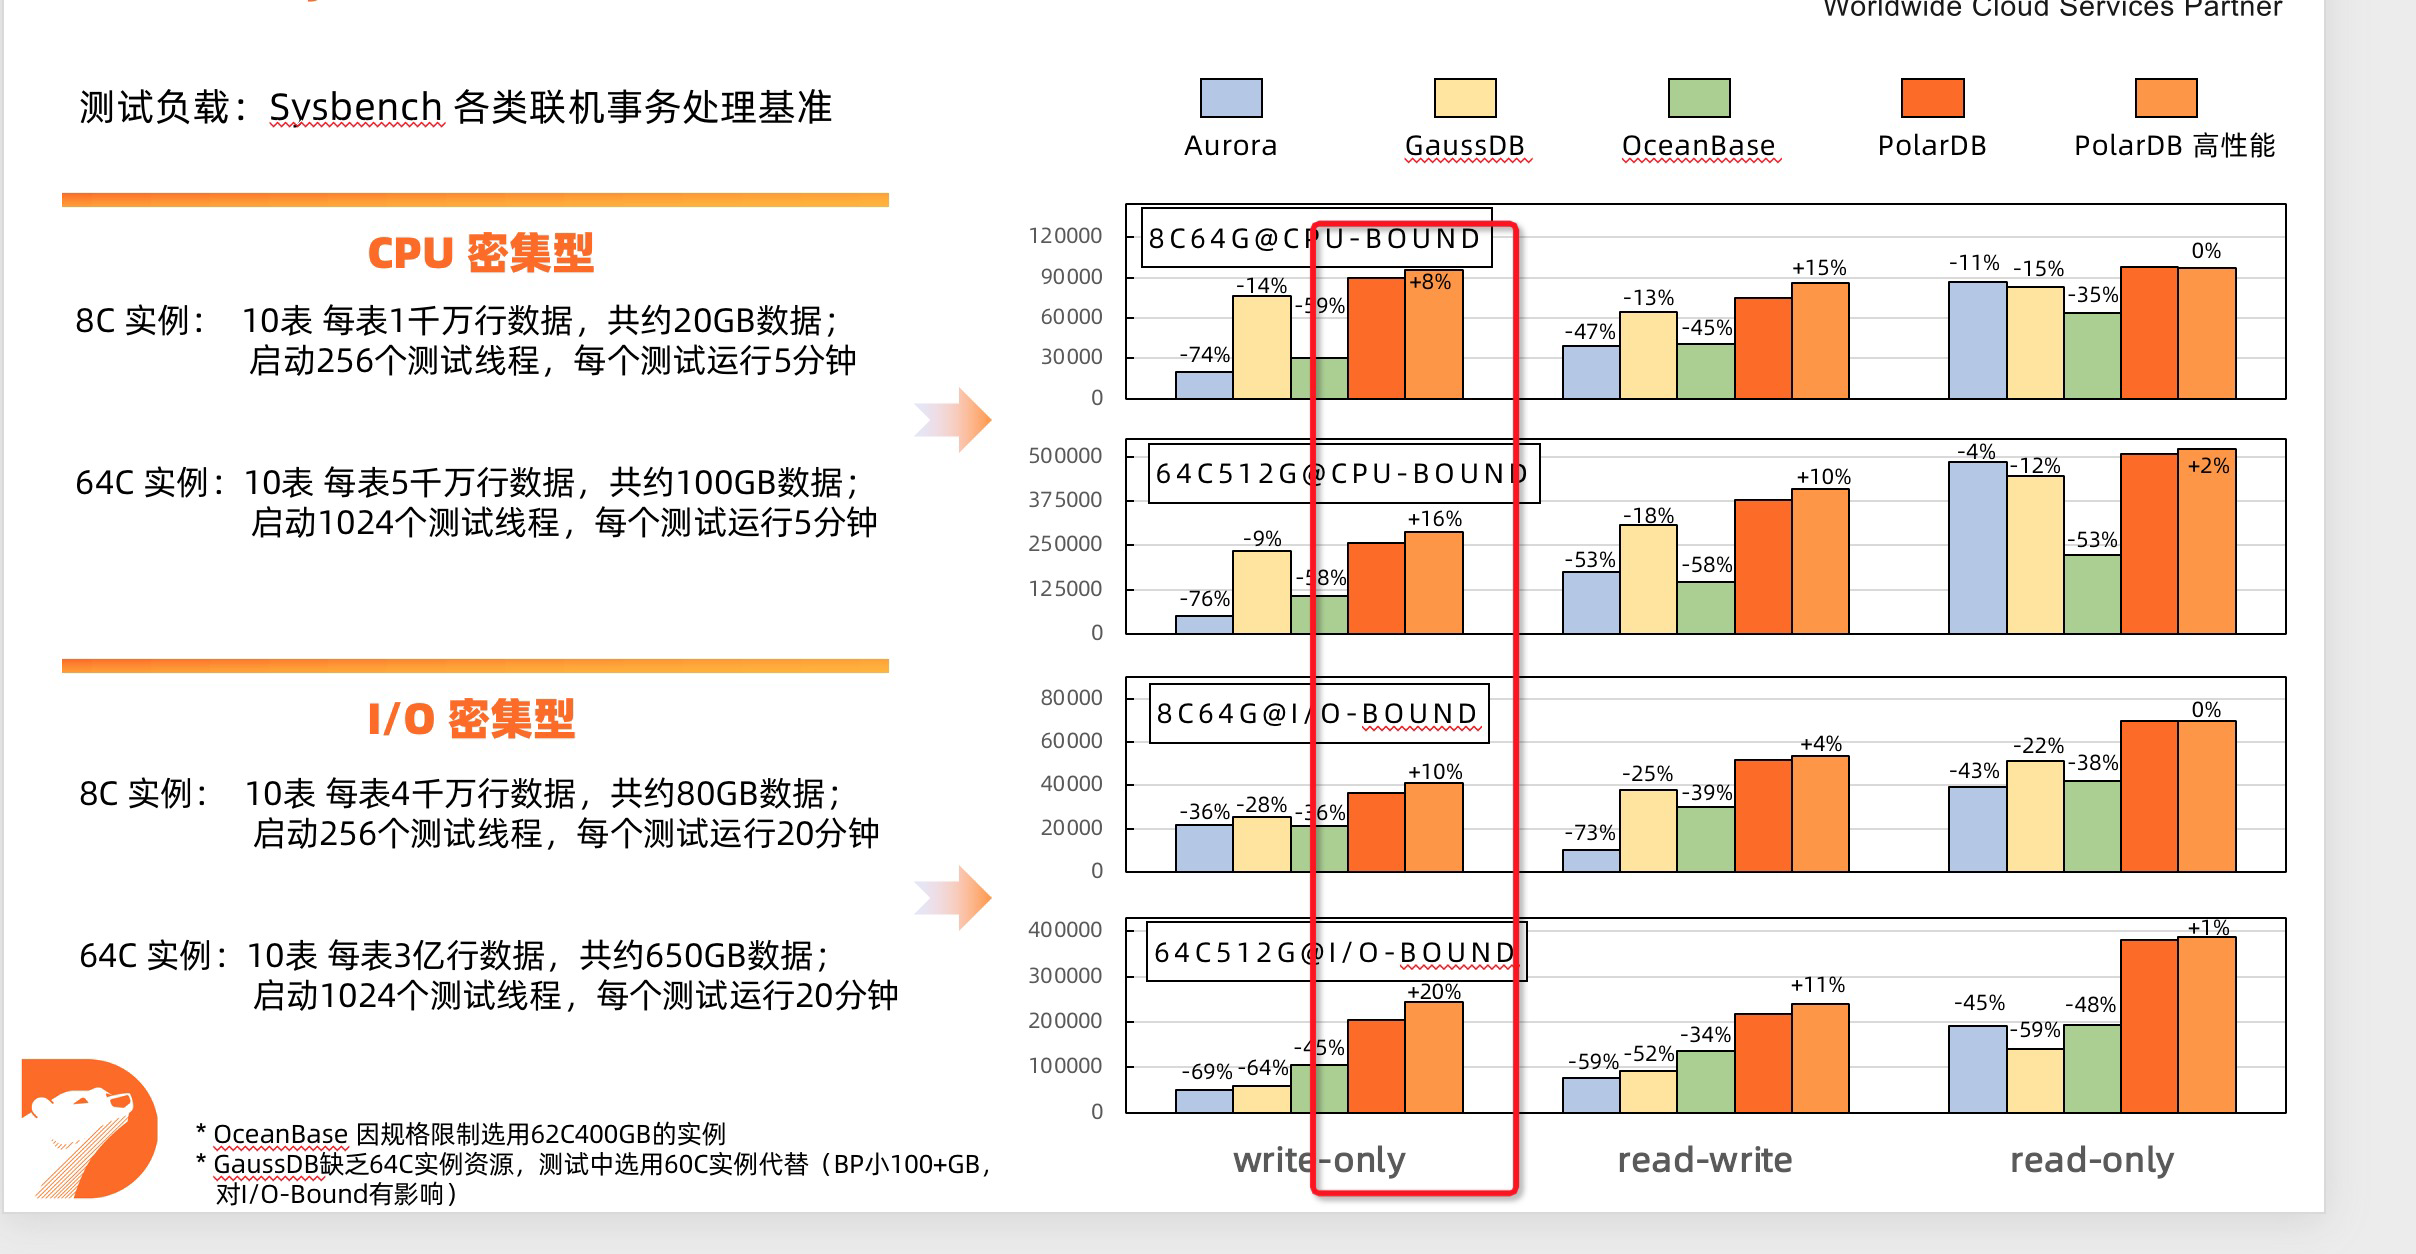 Worldwide Cloud Services Partner
测试负载：Sysbench 各类联机事务处理基准
Aurora
GaussDB
OceanBase
PolarDB
PolarDB 高性能
CPU 密集型
8C 实例： 10表 每表1千万行数据，共约20GB数据；
启动256个测试线程，每个测试运行5分钟
64C 实例：10表 每表5千万行数据，共约100GB数据；
启动1024个测试线程，每个测试运行5分钟
I/O 密集型
8C 实例： 10表 每表4千万行数据，共约80GB数据；
启动256个测试线程，每个测试运行20分钟
64C 实例：10表 每表3亿行数据，共约650GB数据；
启动1024个测试线程，每个测试运行20分钟
* OceanBase 因规格限制选用62C400GB的实例
* GaussDB缺乏64C实例资源，测试中选用60C实例代替（BP小100+GB，
对I/O-Bound有影响）
8C64G@CPU-BOUND
120000
90000
60000
30000
0
-74%
-14%
-59%
+8%
-47%
-13%
-45%
+15%
-11%
-15%
-35%
0%
64C512G@CPU-BOUND
500000
375000
250000
125000
0
-76%
-9%
-58%
+16%
-53%
-18%
-58%
+10%
-4%
-12%
-53%
+2%
8C64G@I/O-BOUND
80000
60000
40000
20000
0
-36%
-28%
-36%
+10%
-73%
-25%
-39%
+4%
-43%
-22%
-38%
0%
64C512G@I/O-BOUND
400000
300000
200000
100000
0
-69%
-64%
-45%
+20%
-59%
-52%
-34%
+11%
-45%
-59%
-48%
+1%
write-only
read-write
read-only